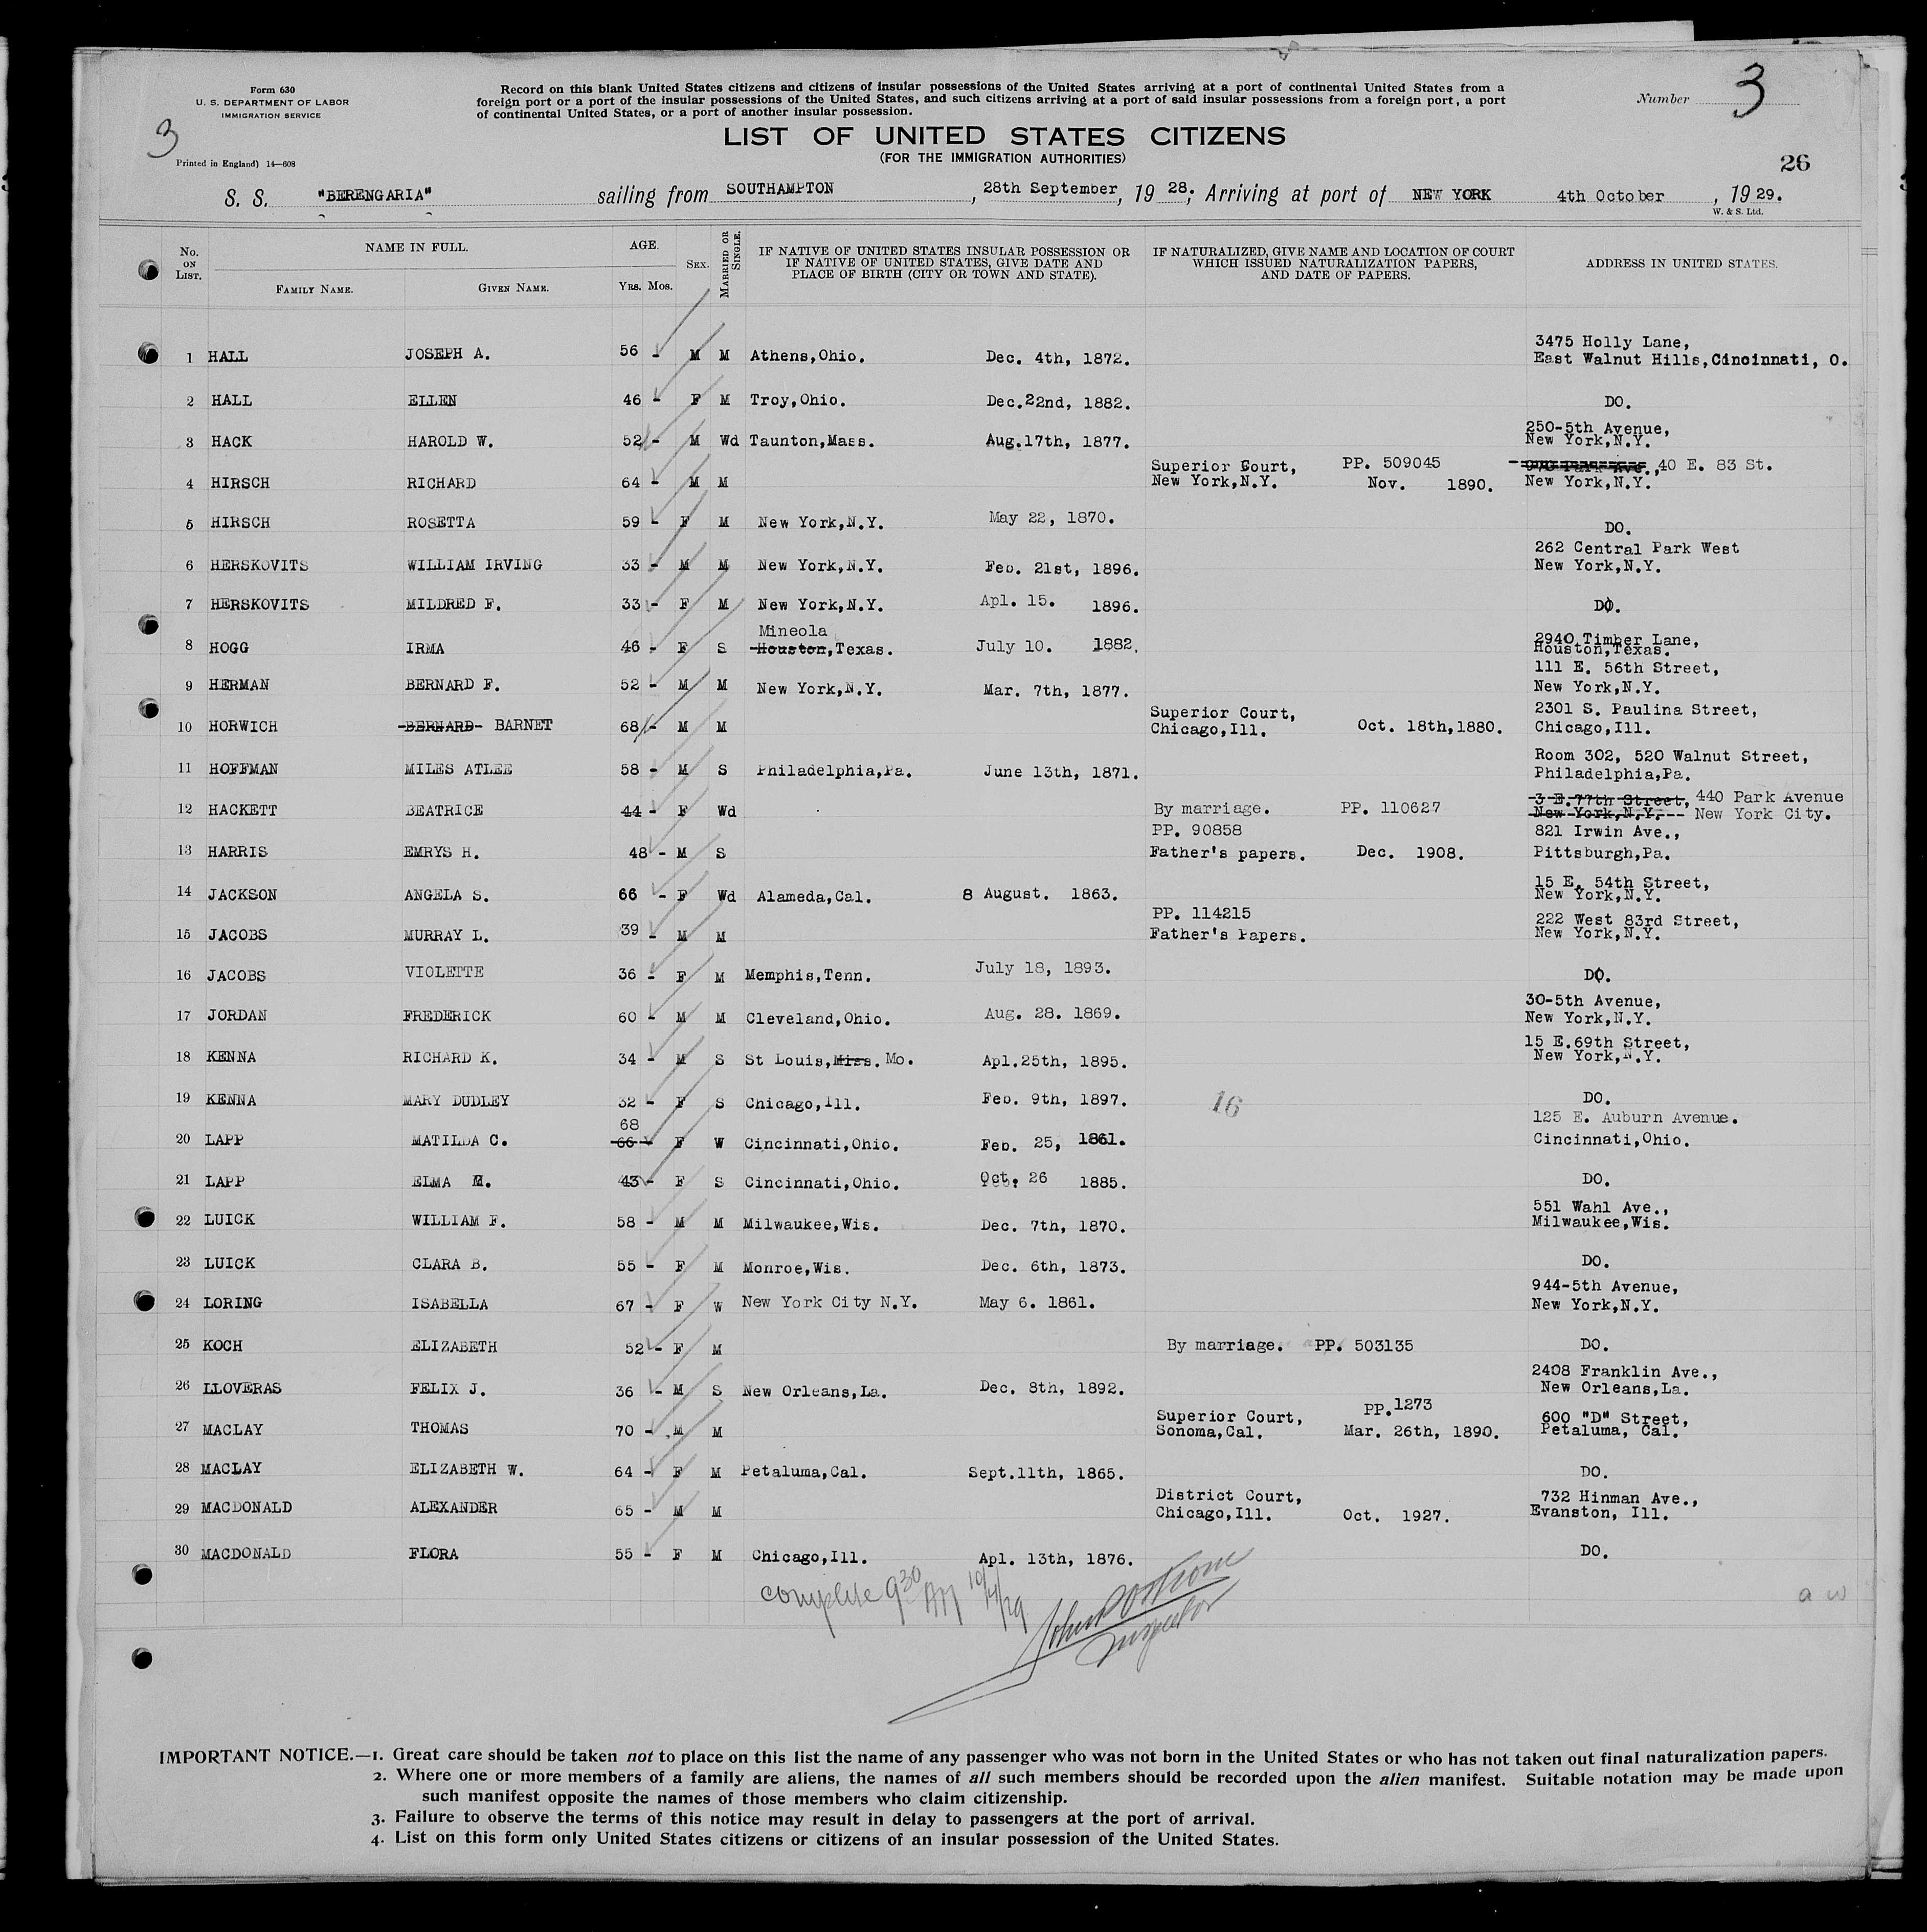 Form 630
U. S. DEPARTMENT OF LABOR
IMMIGRATION SERVICE
3
Printed in England) 14—608
Record on this blank United States citizens and citizens of insular possessions of the United States arriving at a port of continental United States from a
foreign port or a port of the insular possessions of the United States, and such citizens arriving at a port of said insular possessions from a foreign port, a port
of continental United States, or a port of another insular possession.
Number 3
LIST OF UNITED STATES CITIZENS
(FOR THE IMMIGRATION AUTHORITIES)
26
S. S. "BERENGARIA" sailing from SOUTHAMPTON, 28th September, 19 28; Arriving at port of NEW YORK 4th October, 19 29.
W. & S. Ltd.
No. ON LIST. NAME IN FULL. FAMILY NAME. GIVEN NAME. AGE. YRS. MOS. SEX. MARRIED OR SINGLE. IF NATIVE OF UNITED STATES INSULAR POSSESSION OR IF NATIVE OF UNITED STATES, GIVE DATE AND PLACE OF BIRTH (CITY OR TOWN AND STATE). IF NATURALIZED, GIVE NAME AND LOCATION OF COURT WHICH ISSUED NATURALIZATION PAPERS, AND DATE OF PAPERS. ADDRESS IN UNITED STATES.
1 HALL JOSEPH A. 56 - M M Athens,Ohio. Dec. 4th, 1872. 3475 Holly Lane, East Walnut Hills,Cincinnati, O.
2 HALL ELLEN 46 - F M Troy,Ohio. Dec.22nd, 1882. DO.
3 HACK HAROLD W. 52 - M Wd Taunton,Mass. Aug.17th, 1877. 250-5th Avenue, New York,N.Y.
4 HIRSCH RICHARD 64 - M M Superior Court, New York,N.Y. PP. 509045 Nov. 1890. 970 Park Ave., 40 E. 83 St. New York,N.Y.
5 HIRSCH ROSETTA 59 - F M New York,N.Y. May 22, 1870. DO.
6 HERSKOVITS WILLIAM IRVING 33 - M M New York,N.Y. Feb. 21st, 1896. 262 Central Park West New York,N.Y.
7 HERSKOVITS MILDRED F. 33 - F M New York,N.Y. Apl. 15. 1896. DO.
8 HOGG IRMA 46 - F S Mineola Houston,Texas. July 10. 1882. 2940 Timber Lane, Houston,Texas.
9 HERMAN BERNARD F. 52 - M M New York,N.Y. Mar. 7th, 1877. 111 E. 56th Street, New York,N.Y.
10 HORWICH BERNARD BARNET 68 - M M Superior Court, Chicago,Ill. Oct. 18th,1880. 2301 S. Paulina Street, Chicago,Ill.
11 HOFFMAN MILES ATLEE 58 - M S Philadelphia,Pa. June 13th, 1871. Room 302, 520 Walnut Street, Philadelphia,Pa.
12 HACKETT BEATRICE 44 - F Wd By marriage. PP. 110627 3 E.77th Street, New York,N.Y. 440 Park Avenue New York City.
13 HARRIS EMRYS H. 48 - M S PP. 90858 Father's papers. Dec. 1908. 821 Irwin Ave., Pittsburgh,Pa.
14 JACKSON ANGELA S. 66 - F Wd Alameda,Cal. 8 August. 1863. 15 E. 54th Street, New York,N.Y.
15 JACOBS MURRAY L. 39 - M M PP. 114215 Father's Papers. 222 West 83rd Street, New York,N.Y.
16 JACOBS VIOLETTE 36 - F M Memphis,Tenn. July 18, 1893. DO.
17 JORDAN FREDERICK 60 - M M Cleveland,Ohio. Aug. 28. 1869. 30-5th Avenue, New York,N.Y.
18 KENNA RICHARD K. 34 - M S St Louis,Miss. Mo. Apl.25th, 1895. 15 E.69th Street, New York,N.Y.
19 KENNA MARY DUDLEY 32 - F S Chicago,Ill. Feb. 9th, 1897. 16 DO.
20 LAPP MATILDA C. 68 66 - F W Cincinnati,Ohio. Feb. 25, 1861. 125 E. Auburn Avenue. Cincinnati,Ohio.
21 LAPP ELMA M. 43 - F S Cincinnati,Ohio. Oct. 26 1885. DO.
22 LUICK WILLIAM F. 58 - M M Milwaukee,Wis. Dec. 7th, 1870. 551 Wahl Ave., Milwaukee,Wis.
23 LUICK CLARA B. 55 - F M Monroe,Wis. Dec. 6th, 1873. DO.
24 LORING ISABELLA 67 - F W New York City N.Y. May 6. 1861. 944-5th Avenue, New York,N.Y.
25 KOCH ELIZABETH 52 - F M By marriage. PP. 503135 DO.
26 LLOVERAS FELIX J. 36 - M S New Orleans,La. Dec. 8th, 1892. 2408 Franklin Ave., New Orleans,La.
27 MACLAY THOMAS 70 - M M Superior Court, Sonoma,Cal. PP.1273 Mar. 26th, 1890. 600 "D" Street, Petaluma, Cal.
28 MACLAY ELIZABETH W. 64 - F M Petaluma,Cal. Sept.11th, 1865. DO.
29 MACDONALD ALEXANDER 65 - M M District Court, Chicago,Ill. Oct. 1927. 732 Hinman Ave., Evanston, Ill.
30 MACDONALD FLORA 55 - F M Chicago,Ill. Apl. 13th, 1876. DO.
complete 9 30 AM 10/4/29
John
Inspector
a w
IMPORTANT NOTICE.—1. Great care should be taken not to place on this list the name of any passenger who was not born in the United States or who has not taken out final naturalization papers.
2. Where one or more members of a family are aliens, the names of all such members should be recorded upon the alien manifest. Suitable notation may be made upon
such manifest opposite the names of those members who claim citizenship.
3. Failure to observe the terms of this notice may result in delay to passengers at the port of arrival.
4. List on this form only United States citizens or citizens of an insular possession of the United States.